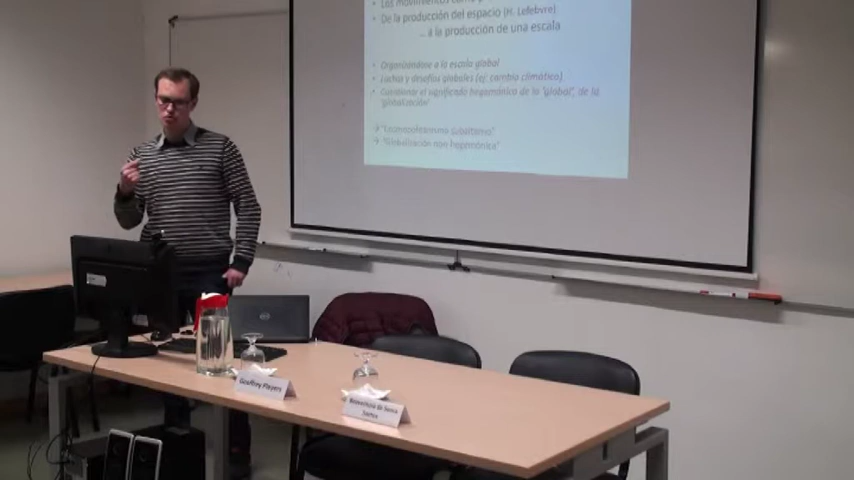 Los movimientos como
• De la producción del espacio (H. Lefebvre)
... à la producción de una escala
• Organizándose a la escala global
• Luchas y desafíos globales (ej: cambio climático)
• Cuestionar el significado hegemónico de lo "global", de la "globalización"
→ "Cosmopolitanismo subalterno"
→ "Globalización non hegemónica"
Geoffrey Pleyers
Boaventura de Sousa
Santos